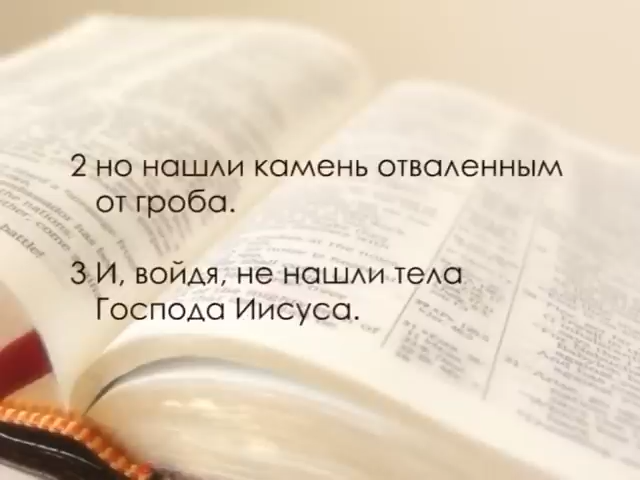 2 но нашли камень отваленным
от гроба.
3 И, войдя, не нашли тела
Господа Иисуса.